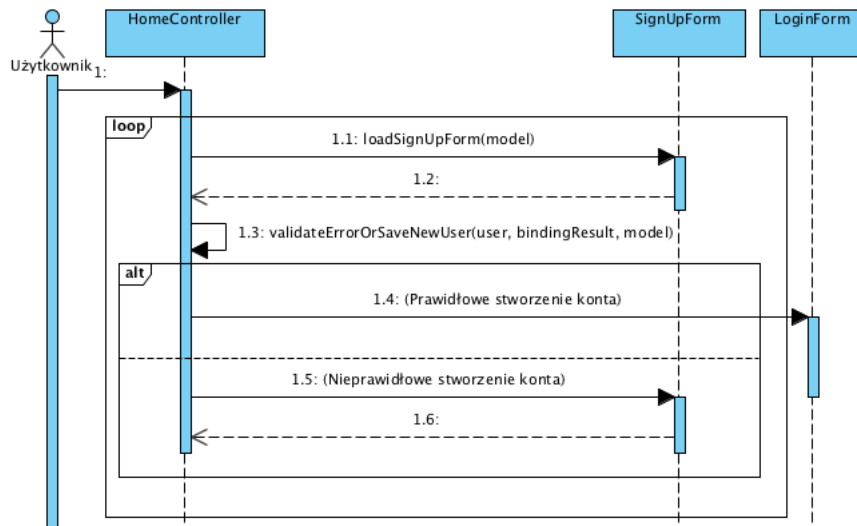 HomeController
SignUpForm
LoginForm
Użytkownik
1:
loop
1.1: loadSignUpForm(model)
1.2:
1.3: validateErrorOrSaveNewUser(user, bindingResult, model)
alt
1.4: (Prawidłowe stworzenie konta)
1.5: (Nieprawidłowe stworzenie konta)
1.6: